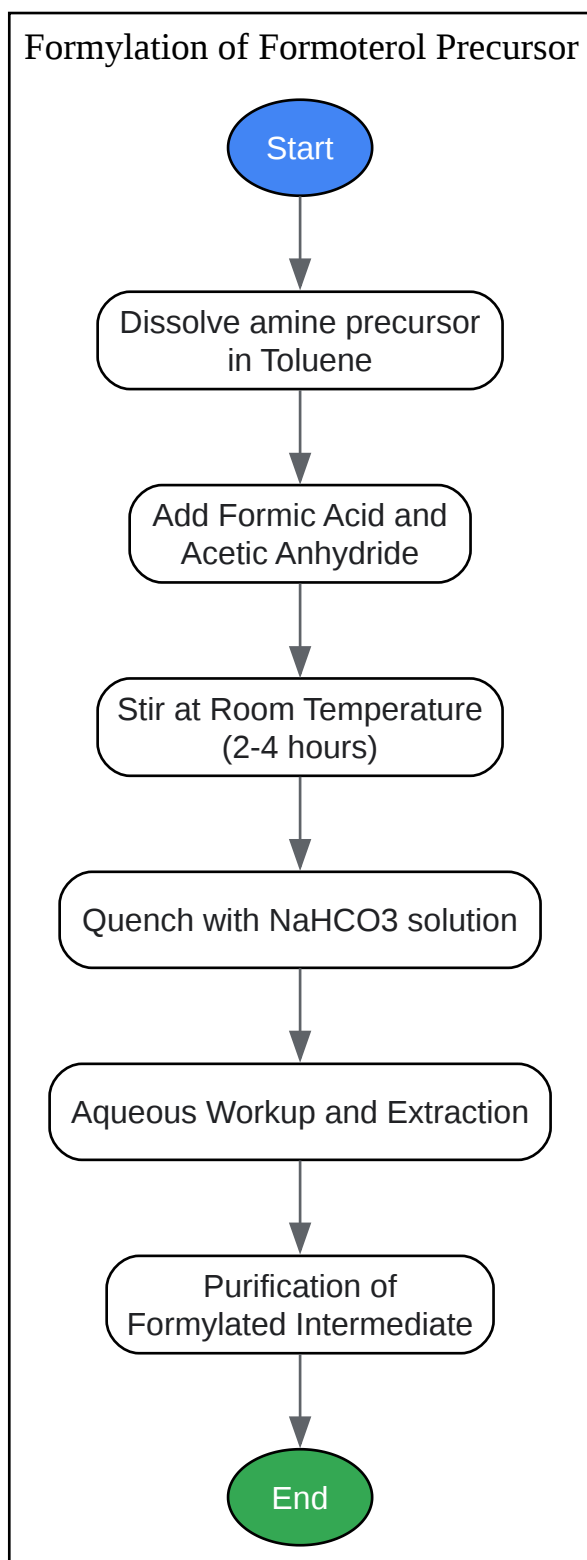 Formylation of Formoterol Precursor
Start
Dissolve amine precursor
in Toluene
Add Formic Acid and
Acetic Anhydride
Stir at Room Temperature
(2-4 hours)
Quench with NaHCO3 solution
Aqueous Workup and Extraction
Purification of
Formylated Intermediate
End